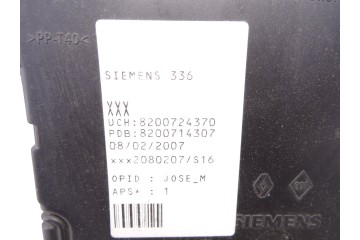 >PP-T40<
SIEMENS 336
XXX
XXX
UCH:8200724370
PDB:8200714307
08/02/2007
xxx2080207/S16
OPID : JOSE_M
APS* : 1
SIEMENS